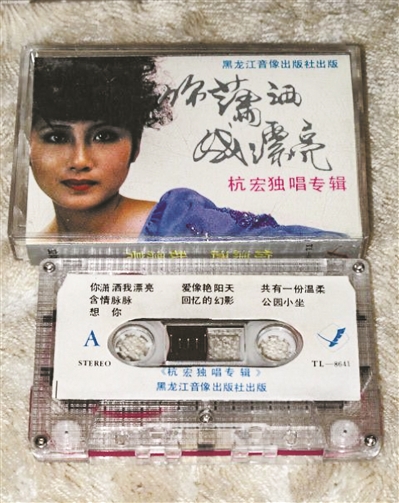 黑龙江音像出版社出版
你潇洒
我漂亮
杭宏独唱专辑
你潇洒我漂亮 爱像艳阳天 共有一份温柔
含情脉脉 回忆的幻影 公园小坐
想 你
A
STEREO
TL—8643
《杭宏独唱专辑》
黑龙江音像出版社出版